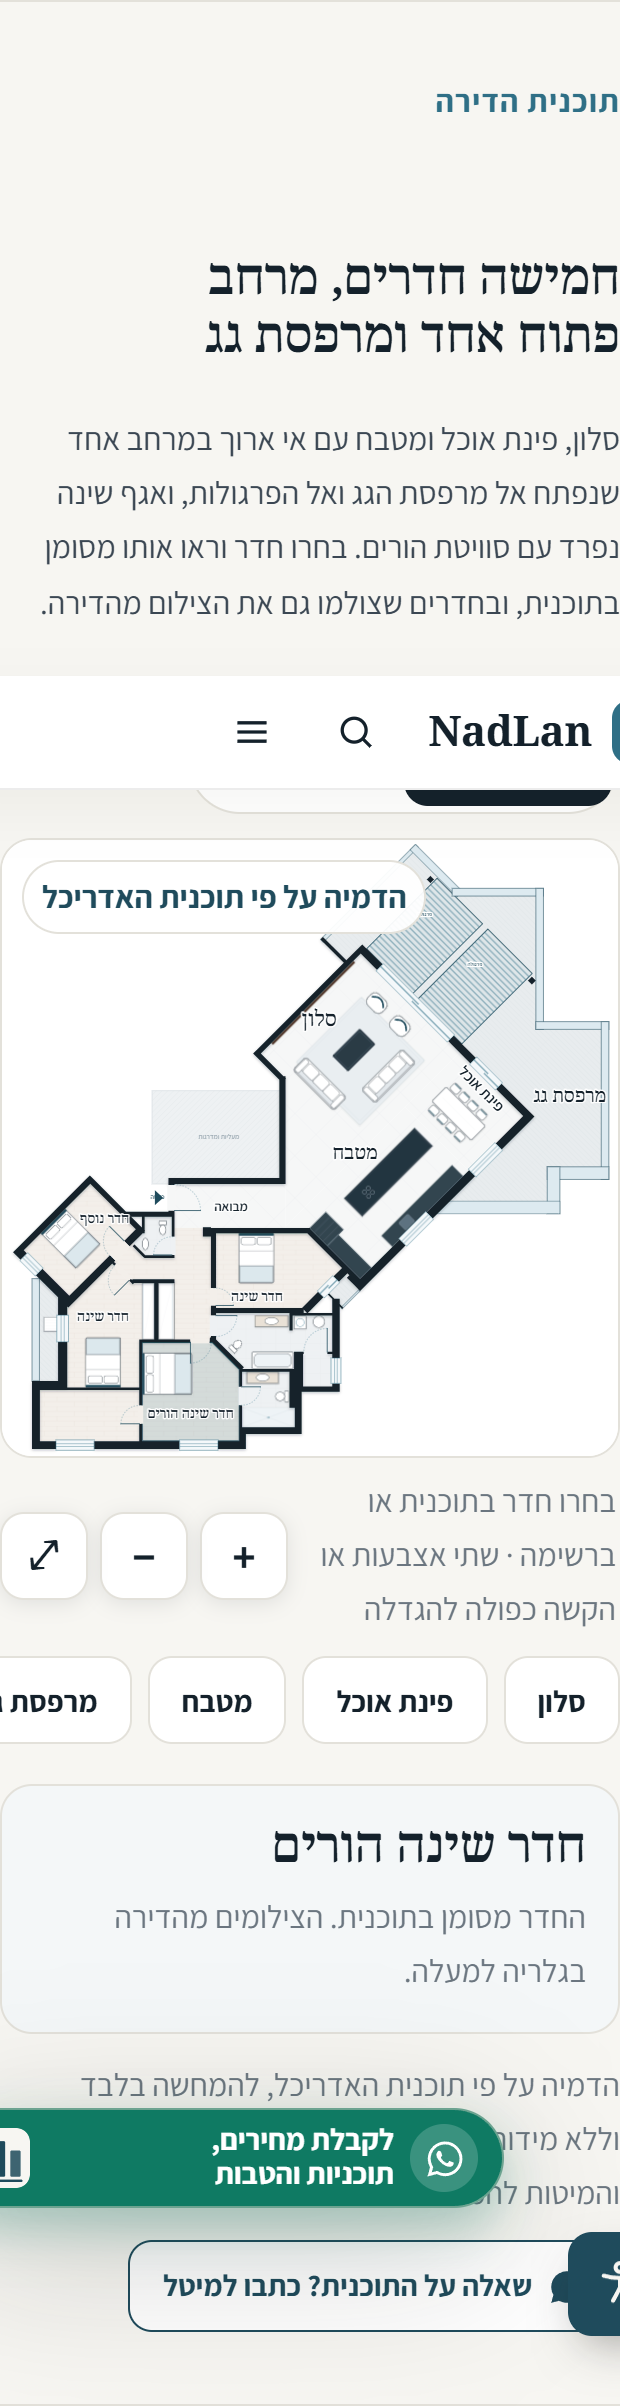 תוכנית הדירה
חמישה חדרים, מרחב
פתוח אחד ומרפסת גג
סלון, פינת אוכל ומטבח עם אי ארוך במרחב אחד
שנפתח אל מרפסת הגג ואל הפרגולות, ואגף שינה
נפרד עם סוויטת הורים. בחרו חדר וראו אותו מסומן
בתוכנית, ובחדרים שצולמו גם את הצילום מהדירה.
NadLan
הדמיה על פי תוכנית האדריכל
סלון
פינת אוכל
מרפסת גג
מטבח
מעליות ומדרגות
מבואה
חדר נוסף
חדר שינה
חדר שינה
חדר שינה הורים
בחרו חדר בתוכנית או
ברשימה · שתי אצבעות או
הקשה כפולה להגדלה
סלון
פינת אוכל
מטבח
מרפסת
חדר שינה הורים
החדר מסומן בתוכנית. הצילומים מהדירה
בגלריה למעלה.
הדמיה על פי תוכנית האדריכל, להמחשה בלבד
וללא
והמיטות
לקבלת מחירים,
תוכניות והטבות
שאלה על התוכנית? כתבו למיטל